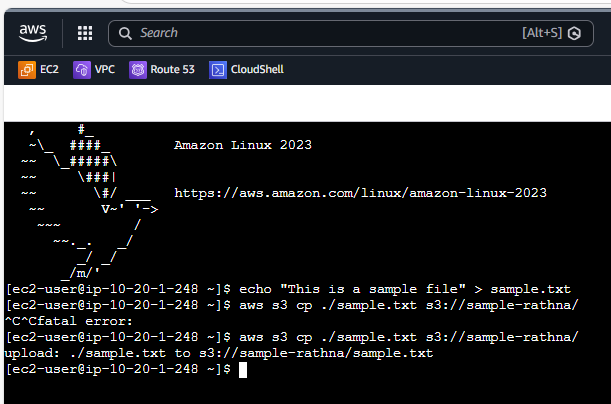 aws Search [Alt+S]
EC2 VPC Route 53 CloudShell
   ,     #_
   ~\_  ####_        Amazon Linux 2023
  ~~  \_#####\
  ~~     \###|
  ~~       \#/ ___   https://aws.amazon.com/linux/amazon-linux-2023
   ~~       V~' '->
    ~~~         /
      ~~._.   _/
         _/ _/
       _/m/'
[ec2-user@ip-10-20-1-248 ~]$ echo "This is a sample file" > sample.txt
[ec2-user@ip-10-20-1-248 ~]$ aws s3 cp ./sample.txt s3://sample-rathna/
^C^Cfatal error:
[ec2-user@ip-10-20-1-248 ~]$ aws s3 cp ./sample.txt s3://sample-rathna/
upload: ./sample.txt to s3://sample-rathna/sample.txt
[ec2-user@ip-10-20-1-248 ~]$